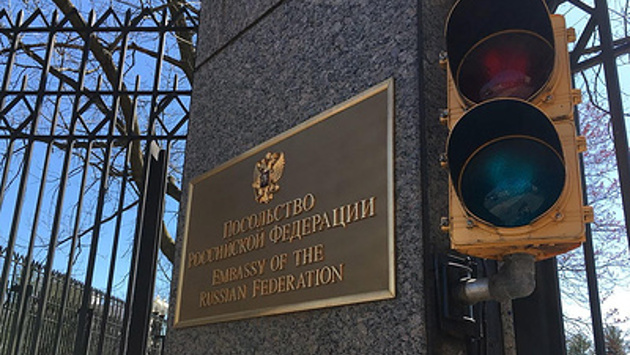 Посольство
Российской Федерации
Embassy of the
Russian Federation